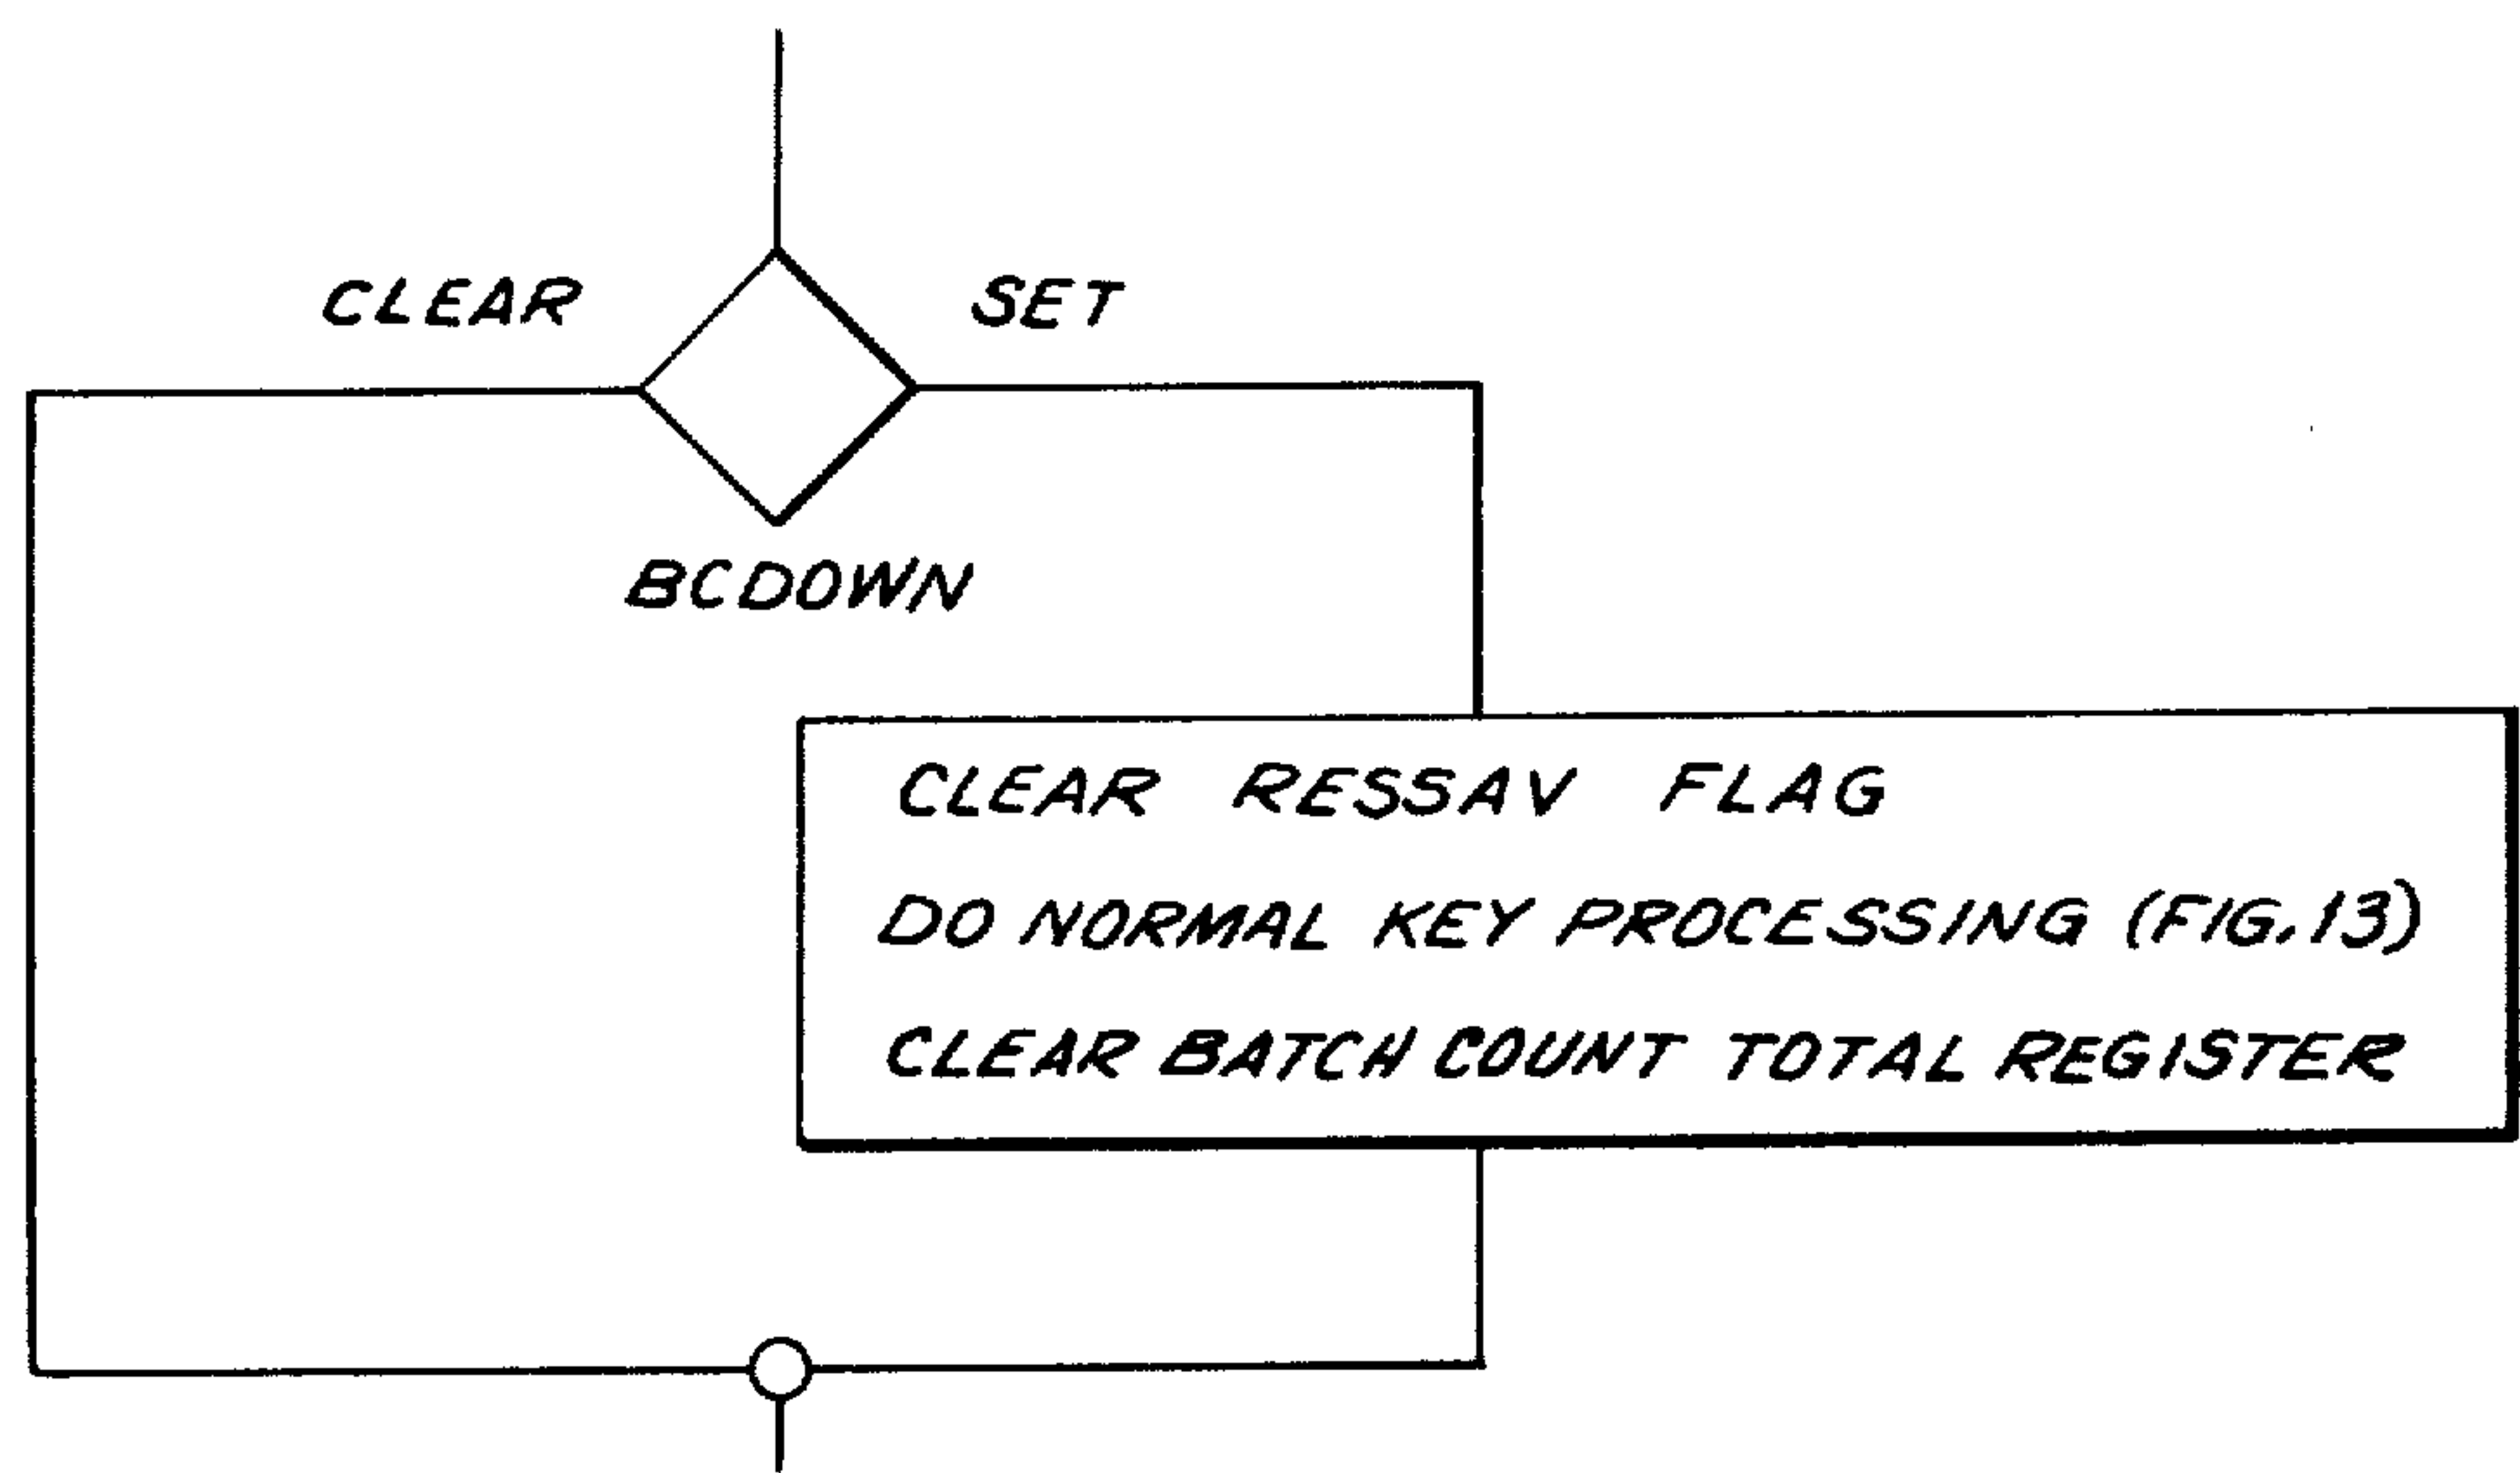 CLEAR
SET
BCDOWN
CLEAR RESSAV FLAG
DO NORMAL KEY PROCESSING (FIG. 13)
CLEAR BATCH COUNT TOTAL REGISTER